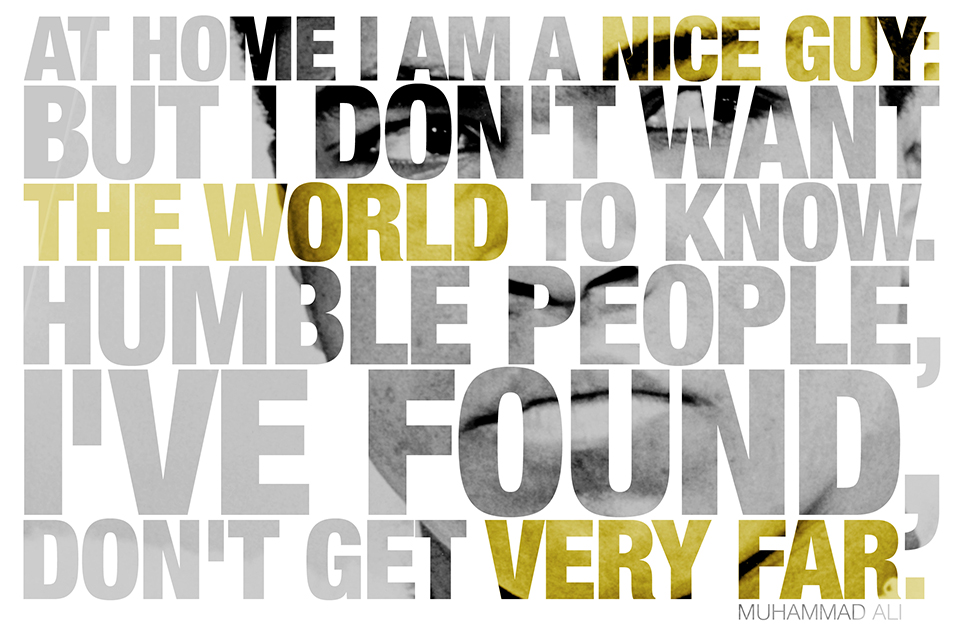 AT HOME I AM A NICE GUY:
BUT I DON'T WANT
THE WORLD TO KNOW.
HUMBLE PEOPLE,
I'VE FOUND,
DON'T GET VERY FAR.
MUHAMMAD ALI